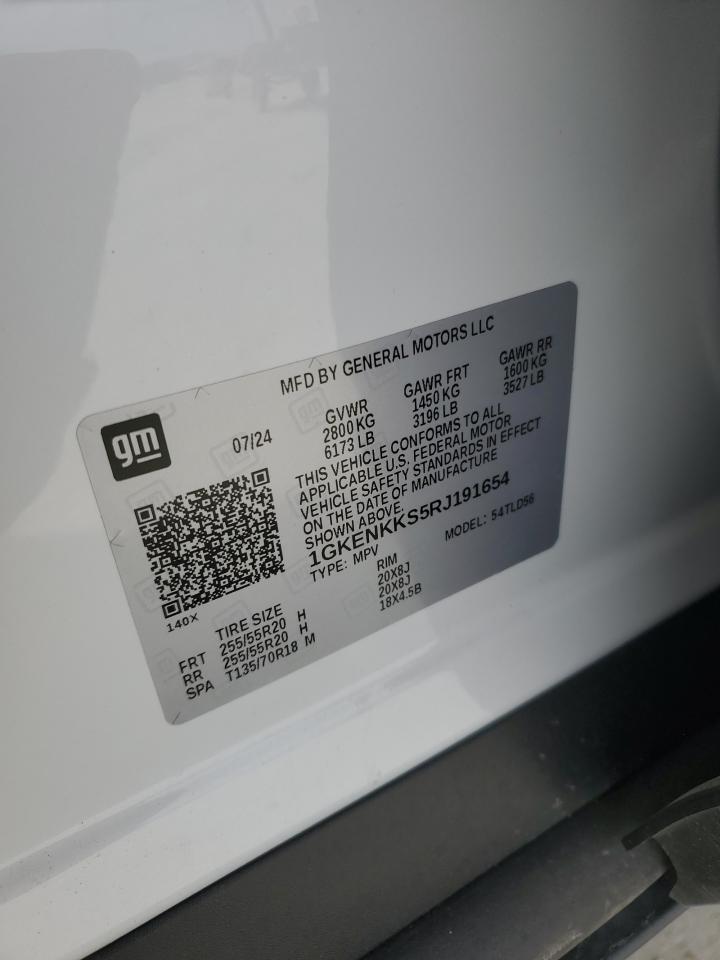 MFD BY GENERAL MOTORS LLC
gm
07/24
GVWR
2800 KG
6173 LB
GAWR FRT
1450 KG
3196 LB
GAWR RR
1600 KG
3527 LB
THIS VEHICLE CONFORMS TO ALL
APPLICABLE U.S. FEDERAL MOTOR
VEHICLE SAFETY STANDARDS IN EFFECT
ON THE DATE OF MANUFACTURE
SHOWN ABOVE.
1GKENKKS5RJ191654
TYPE: MPV
MODEL: 54TLD56
140X
TIRE SIZE
RIM
FRT 255/55R20 H 20X8J
RR 255/55R20 H 20X8J
SPA T135/70R18 M 18X4.5B